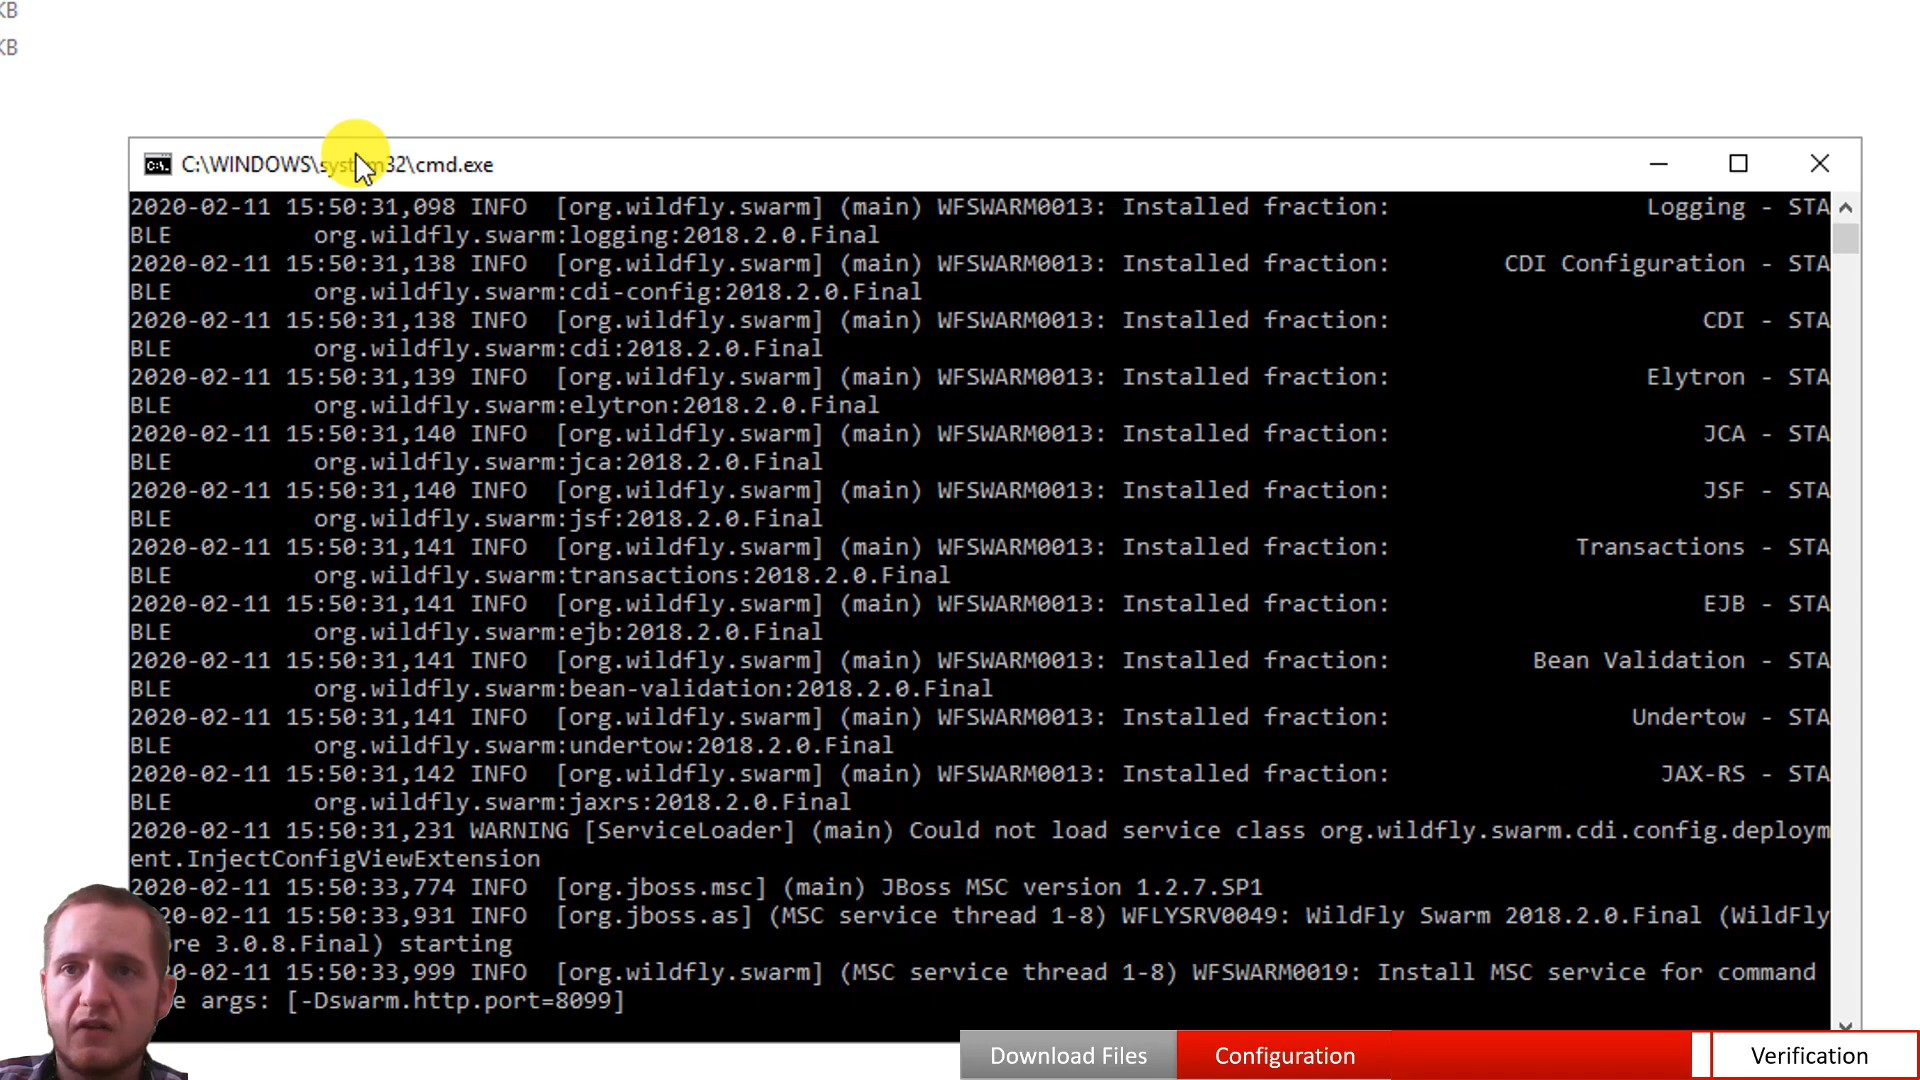 KB
KB
C:\WINDOWS\system32\cmd.exe
2020-02-11 15:50:31,098 INFO  [org.wildfly.swarm] (main) WFSWARM0013: Installed fraction:                  Logging - STA
BLE          org.wildfly.swarm:logging:2018.2.0.Final
2020-02-11 15:50:31,138 INFO  [org.wildfly.swarm] (main) WFSWARM0013: Installed fraction:        CDI Configuration - STA
BLE          org.wildfly.swarm:cdi-config:2018.2.0.Final
2020-02-11 15:50:31,138 INFO  [org.wildfly.swarm] (main) WFSWARM0013: Installed fraction:                      CDI - STA
BLE          org.wildfly.swarm:cdi:2018.2.0.Final
2020-02-11 15:50:31,139 INFO  [org.wildfly.swarm] (main) WFSWARM0013: Installed fraction:                  Elytron - STA
BLE          org.wildfly.swarm:elytron:2018.2.0.Final
2020-02-11 15:50:31,140 INFO  [org.wildfly.swarm] (main) WFSWARM0013: Installed fraction:                      JCA - STA
BLE          org.wildfly.swarm:jca:2018.2.0.Final
2020-02-11 15:50:31,140 INFO  [org.wildfly.swarm] (main) WFSWARM0013: Installed fraction:                      JSF - STA
BLE          org.wildfly.swarm:jsf:2018.2.0.Final
2020-02-11 15:50:31,141 INFO  [org.wildfly.swarm] (main) WFSWARM0013: Installed fraction:             Transactions - STA
BLE          org.wildfly.swarm:transactions:2018.2.0.Final
2020-02-11 15:50:31,141 INFO  [org.wildfly.swarm] (main) WFSWARM0013: Installed fraction:                      EJB - STA
BLE          org.wildfly.swarm:ejb:2018.2.0.Final
2020-02-11 15:50:31,141 INFO  [org.wildfly.swarm] (main) WFSWARM0013: Installed fraction:          Bean Validation - STA
BLE          org.wildfly.swarm:bean-validation:2018.2.0.Final
2020-02-11 15:50:31,141 INFO  [org.wildfly.swarm] (main) WFSWARM0013: Installed fraction:                 Undertow - STA
BLE          org.wildfly.swarm:undertow:2018.2.0.Final
2020-02-11 15:50:31,142 INFO  [org.wildfly.swarm] (main) WFSWARM0013: Installed fraction:                   JAX-RS - STA
BLE          org.wildfly.swarm:jaxrs:2018.2.0.Final
2020-02-11 15:50:31,231 WARNING [ServiceLoader] (main) Could not load service class org.wildfly.swarm.cdi.config.deploym
ent.InjectConfigViewExtension
2020-02-11 15:50:33,774 INFO  [org.jboss.msc] (main) JBoss MSC version 1.2.7.SP1
20-02-11 15:50:33,931 INFO  [org.jboss.as] (MSC service thread 1-8) WFLYSRV0049: WildFly Swarm 2018.2.0.Final (WildFly
re 3.0.8.Final) starting
20-02-11 15:50:33,999 INFO  [org.wildfly.swarm] (MSC service thread 1-8) WFSWARM0019: Install MSC service for command
e args: [-Dswarm.http.port=8099]
Download Files
Configuration
Verification